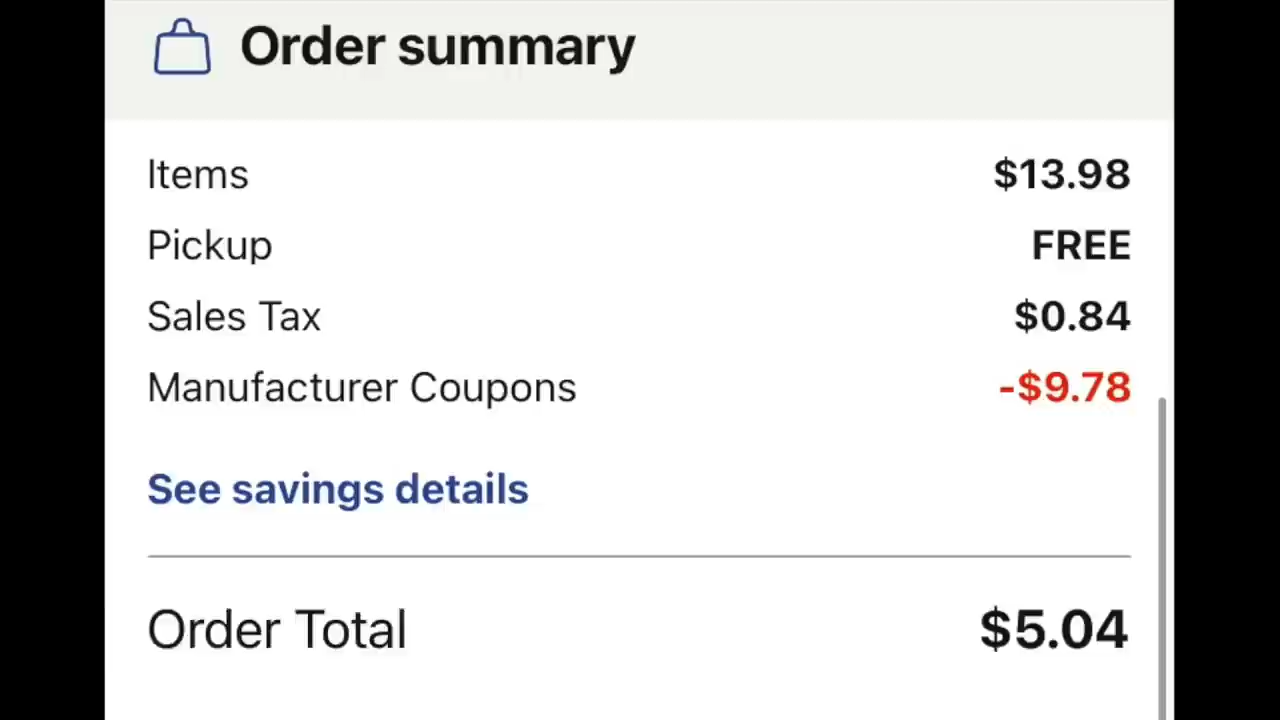 Order summary
Items $13.98
Pickup FREE
Sales Tax $0.84
Manufacturer Coupons -$9.78
See savings details
Order Total $5.04